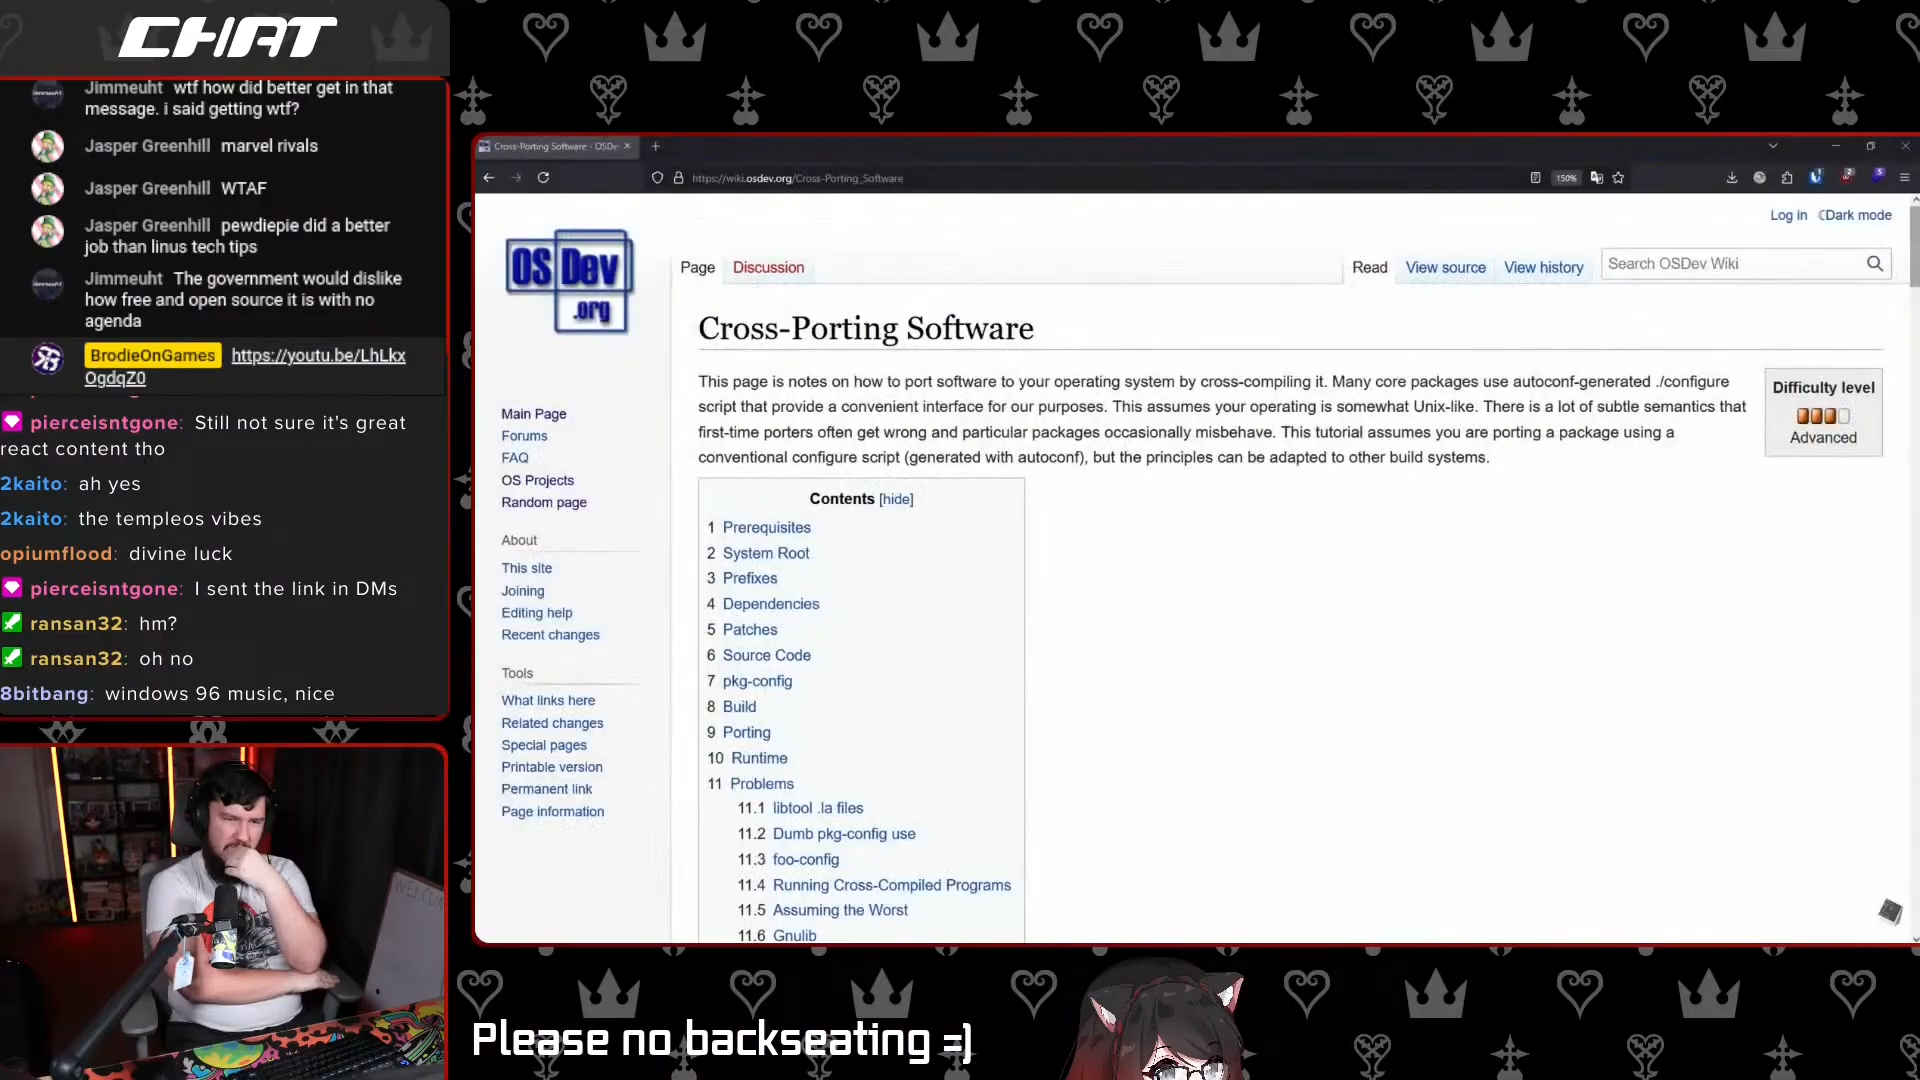 CHAT
Jimmeuht wtf how did better get in that
message. i said getting wtf?
Jasper Greenhill marvel rivals
Jasper Greenhill WTAF
Jasper Greenhill pewdiepie did a better
job than linus tech tips
Jimmeuht The government would dislike
how free and open source it is with no
agenda
BrodieOnGames https://youtu.be/LhLkx
OgdqZ0
pierceisntgone: Still not sure it's great
react content tho
2kaito: ah yes
2kaito: the templeos vibes
opiumflood: divine luck
pierceisntgone: I sent the link in DMs
ransan32: hm?
ransan32: oh no
8bitbang: windows 96 music, nice
Cross-Porting Software - OSDe
https://wiki.osdev.org/Cross-Porting_Software
150%
Log in Dark mode
OS Dev
.org
Page Discussion Read View source View history Search OSDev Wiki
Cross-Porting Software
This page is notes on how to port software to your operating system by cross-compiling it. Many core packages use autoconf-generated ./configure
script that provide a convenient interface for our purposes. This assumes your operating is somewhat Unix-like. There is a lot of subtle semantics that
first-time porters often get wrong and particular packages occasionally misbehave. This tutorial assumes you are porting a package using a
conventional configure script (generated with autoconf), but the principles can be adapted to other build systems.
Difficulty level
Advanced
Main Page
Forums
FAQ
OS Projects
Random page
About
This site
Joining
Editing help
Recent changes
Tools
What links here
Related changes
Special pages
Printable version
Permanent link
Page information
Contents [hide]
1 Prerequisites
2 System Root
3 Prefixes
4 Dependencies
5 Patches
6 Source Code
7 pkg-config
8 Build
9 Porting
10 Runtime
11 Problems
11.1 libtool .la files
11.2 Dumb pkg-config use
11.3 foo-config
11.4 Running Cross-Compiled Programs
11.5 Assuming the Worst
11.6 Gnulib
Please no backseating =)